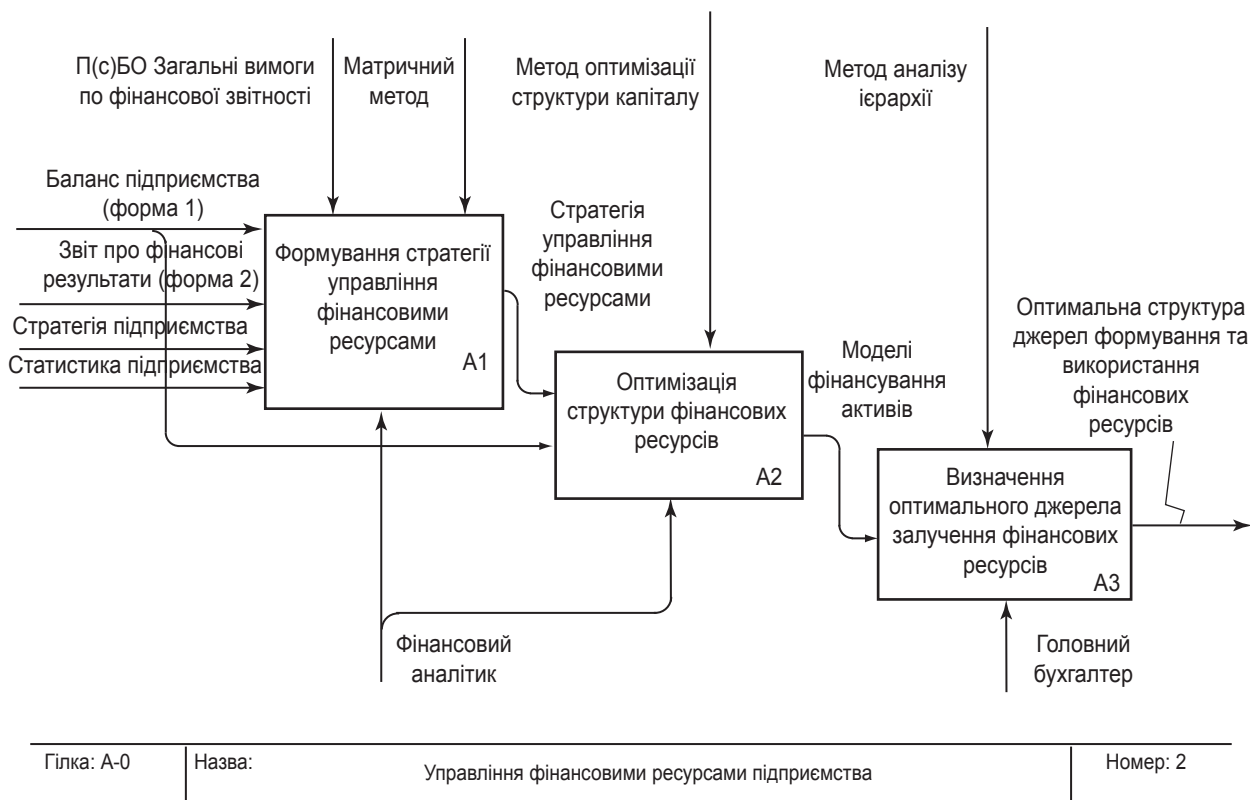 П(с)БО Загальні вимоги
по фінансової звітності
Матричний
метод
Метод оптимізації
структури капіталу
Метод аналізу
ієрархії
Баланс підприємства
(форма 1)
Звіт про фінансові
результати (форма 2)
Стратегія підприємства
Статистика підприємства
Формування стратегії
управління
фінансовими
ресурсами
А1
Стратегія
управління
фінансовими
ресурсами
Оптимізація
структури фінансових
ресурсів
А2
Моделі
фінансування
активів
Оптимальна структура
джерел формування та
використання
фінансових
ресурсів
Визначення
оптимального джерела
залучення фінансових
ресурсів
А3
Фінансовий
аналітик
Головний
бухгалтер
Гілка: А-0
Назва:
Управління фінансовими ресурсами підприємства
Номер: 2